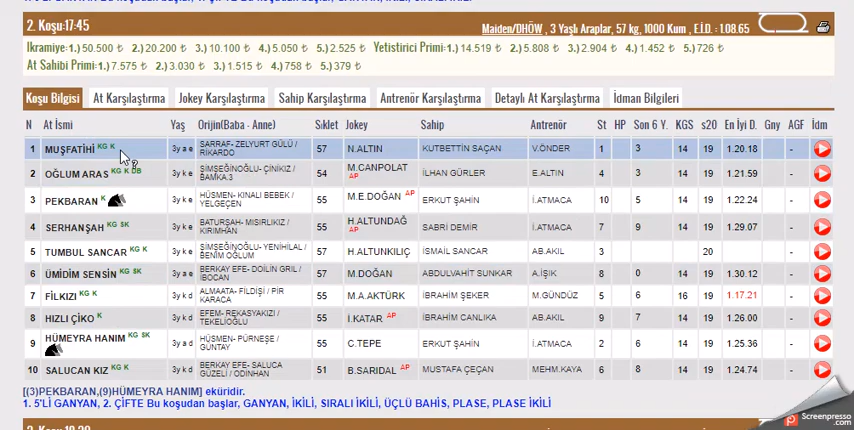 2. Koşu:17:45
Maiden/DHÖW , 3 Yaşlı Araplar, 57 kg, 1000 Kum , E.İ.D. : 1.08.65
İkramiye: 1.) 50.500 ₺ 2.) 20.200 ₺ 3.) 10.100 ₺ 4.) 5.050 ₺ 5.) 2.525 ₺ Yetistirici Primi: 1.) 14.519 ₺ 2.) 5.808 ₺ 3.) 2.904 ₺ 4.) 1.452 ₺ 5.) 726 ₺
At Sahibi Primi: 1.) 7.575 ₺ 2.) 3.030 ₺ 3.) 1.515 ₺ 4.) 758 ₺ 5.) 379 ₺
Koşu Bilgisi At Karşılaştırma Jokey Karşılaştırma Sahip Karşılaştırma Antrenör Karşılaştırma Detaylı At Karşılaştırma İdman Bilgileri
N At İsmi Yaş Orijin(Baba - Anne) Sıklet Jokey Sahip Antrenör St HP Son 6 Y. KGS s20 En İyi D. Gny AGF İdm
1 MUŞFATİHİ KG K 3y a e SARRAF- ZELYURT GÜLÜ / RİKARDO 57 N.ALTIN KUTBETTİN SAÇAN V.ÖNDER 1 3 14 19 1.20.18 -
2 OĞLUM ARAS KG K DB 3y a e ŞİMŞEĞİNOĞLU- ÇİNİKIZ / BAMKA.3 54 M.CANPOLAT AP İLHAN GÜRLER E.ALTIN 4 3 14 19 1.21.59 -
3 PEKBARAN K 3y a e HÜSMEN- KINALI BEBEK / YELGEÇEN 55 M.E.DOĞAN AP ERKUT ŞAHİN İ.ATMACA 10 5 14 19 1.22.24 -
4 SERHANŞAH KG SK 3y k e BATURŞAH- MISIRLIKIZ / KIRIMHAN 55 H.ALTUNDAĞ AP SABRİ DEMİR İ.ATMACA 7 9 14 19 1.29.07 -
5 TUMBUL SANCAR KG K 3y k e ŞİMŞEĞİNOĞLU- YENİHİLAL / BENİM OĞLUM 57 H.ALTUNKILIÇ İSMAİL SANCAR AB.AKIL 3 20 -
6 ÜMİDİM SENSİN KG SK 3y a e BERKAY EFE- DOİLİN GRIL / İBOCAN 57 M.DOĞAN ABDULVAHİT SUNKAR A.IŞIK 8 0 14 19 1.30.12 -
7 FİLKIZI KG K 3y k d ALMAATA- FİLDİŞİ / PİR KARACA 55 M.A.AKTÜRK İBRAHİM ŞEKER M.GÜNDÜZ 5 6 16 19 1.17.21 -
8 HIZLI ÇİKO K 3y k d EFEM- REKASYAKIZI / TEKELİOĞLU 55 İ.KATAR AP İBRAHİM CANLIKA AB.AKIL 9 7 14 19 1.26.00 -
9 HÜMEYRA HANIM KG SK 3y a d HÜSMEN- PÜRNEŞE / GÜNTAY 55 C.TEPE ERKUT ŞAHİN İ.ATMACA 2 6 14 19 1.25.36 -
10 SALUCAN KIZ KG K 3y k d BERKAY EFE- SALUCA GÜZELİ / ODİNHAN 51 B.SARIDAL AP MUSTAFA ÇEÇAN MEHM.KAYA 6 8 14 19 1.24.74 -
[(3)PEKBARAN,(9)HÜMEYRA HANIM] eküridir.
1. 5'Lİ GANYAN, 2. ÇİFTE Bu koşudan başlar, GANYAN, İKİLİ, SIRALI İKİLİ, ÜÇLÜ BAHİS, PLASE, PLASE İKİLİ
Screenpresso